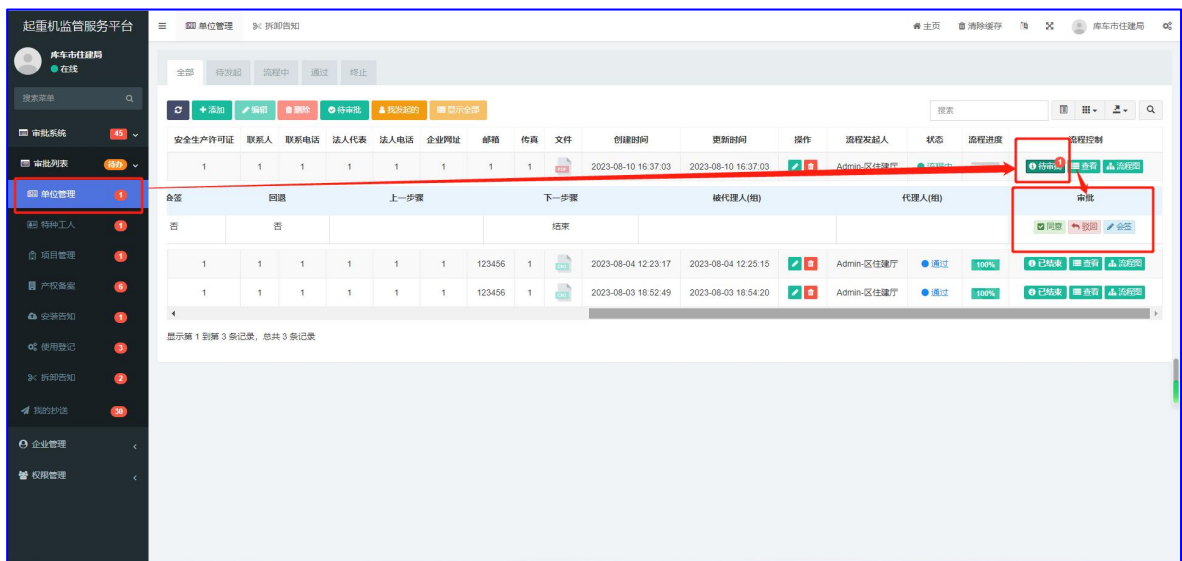 起重机监管服务平台
单位管理 拆卸告知 主页 清除缓存 库车市住建局
库车市住建局
在线
搜索菜单
审批系统 45
审批列表 待办
单位管理 1
特种工人 1
项目管理 1
产权备案 6
安装告知 1
使用登记 3
拆卸告知 2
我的抄送 30
企业管理
权限管理
全部 待发起 流程中 通过 终止
添加 编辑 删除 待审批 我发起的 显示全部 搜索
安全生产许可证 联系人 联系电话 法人代表 法人电话 企业网址 邮箱 传真 文件 创建时间 更新时间 操作 流程发起人 状态 流程进度 流程控制
1 1 1 1 1 1 1 1 2023-08-10 16:37:03 2023-08-10 16:37:03 Admin-区住建厅 流程中 待审批 1 查看 流程图
会签 回退 上一步骤 下一步骤 被代理人(组) 代理人(组) 审批
否 否 结束 同意 驳回 会签
1 1 1 1 1 1 123456 1 2023-08-04 12:23:17 2023-08-04 12:25:15 Admin-区住建厅 通过 100% 已结束 查看 流程图
1 1 1 1 1 1 123456 1 2023-08-03 18:52:49 2023-08-03 18:54:20 Admin-区住建厅 通过 100% 已结束 查看 流程图
显示第 1 到第 3 条记录，总共 3 条记录